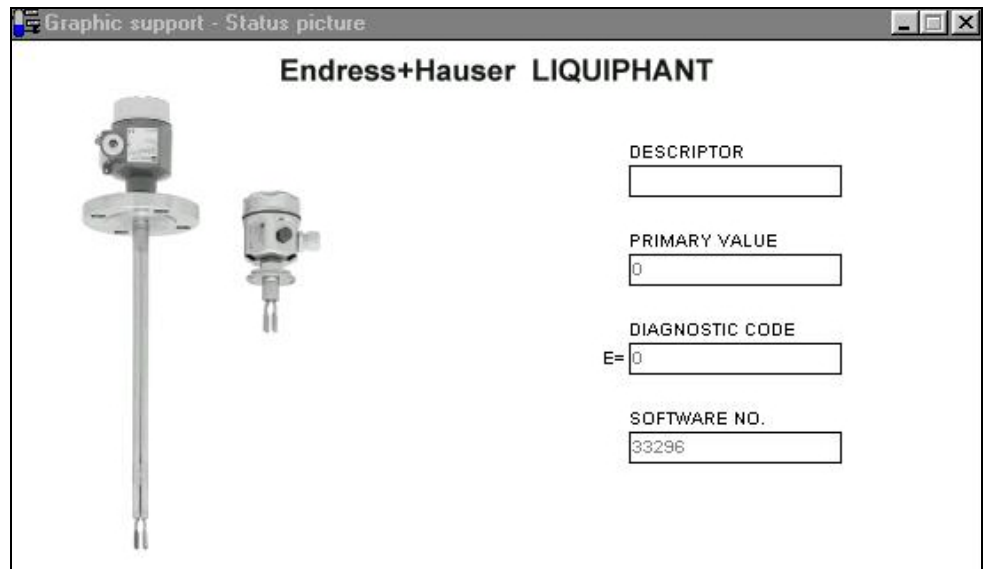 Graphic support - Status picture
Endress+Hauser LIQUIPHANT
DESCRIPTOR
PRIMARY VALUE
0
DIAGNOSTIC CODE
E= 0
SOFTWARE NO.
33296